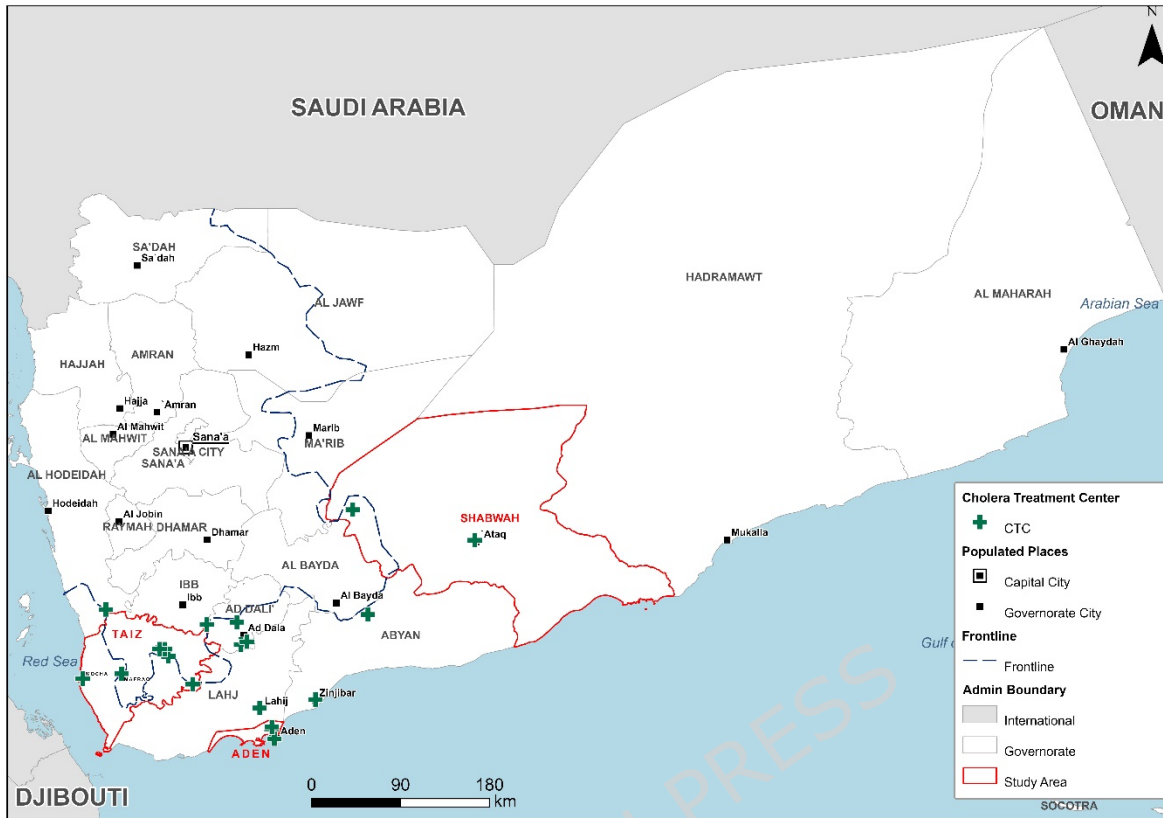 N
SAUDI ARABIA
OMAN
SA'DAH
Sa`dah
AL JAWF
HADRAMAWT
AL MAHARAH
Arabian Sea
Al Ghaydah
Hazm
HAJJAH
AMRAN
Hajja
`Amran
Al Mahwit
AL MAHWIT
Sana'a
SANA'A CITY
SANA'A
Marib
MA'RIB
AL HODEIDAH
Hodeidah
Al Jobin
RAYMAH
DHAMAR
Dhamar
SHABWAH
`Ataq
Mukalla
AL BAYDA
IBB
Ibb
AD DALI'
Al Bayda
Ad Dala
ABYAN
TAIZ
Red Sea
LAHJ
Lahij
Zinjibar
Aden
ADEN
DJIBOUTI
0 90 180
km
PRESS
SOCOTRA
Cholera Treatment Center
CTC
Populated Places
Capital City
Governorate City
Frontline
Frontline
Admin Boundary
International
Governorate
Study Area